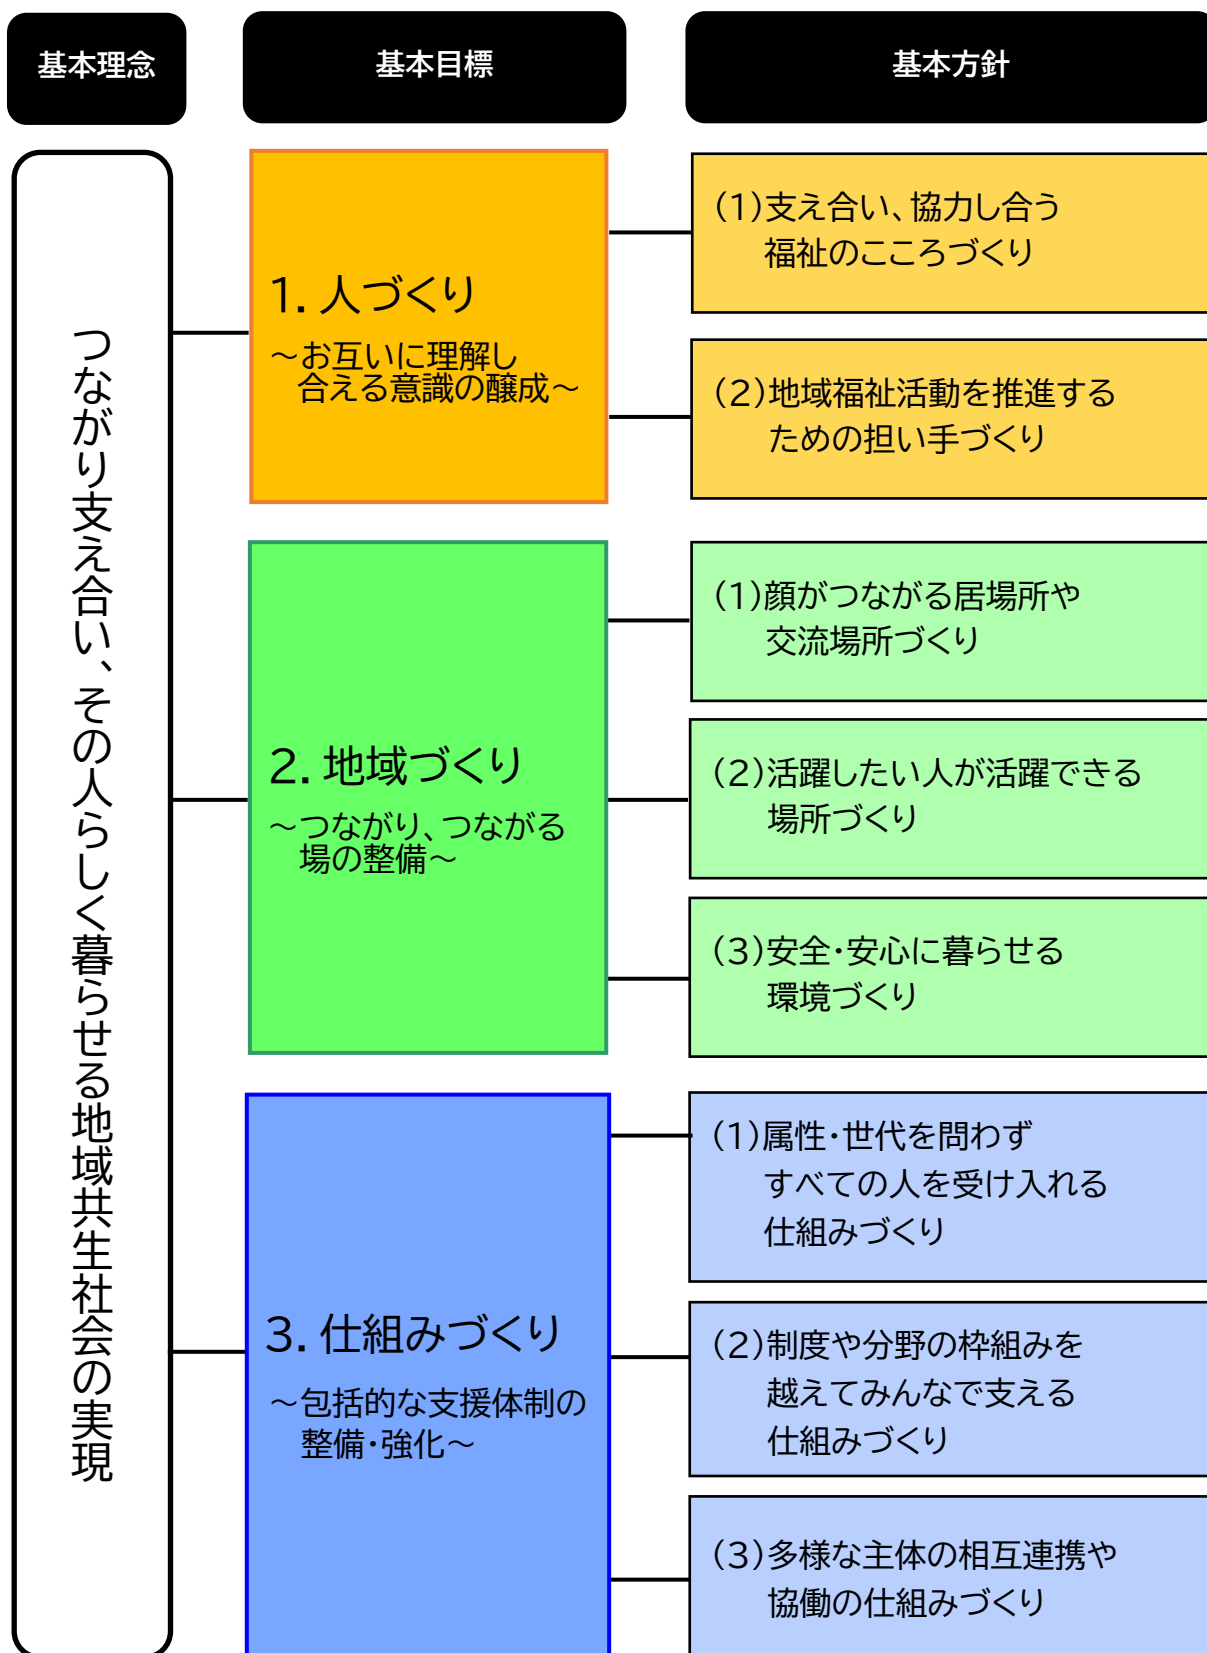 基本理念
基本目標
基本方針
つながり支え合い、その人らしく暮らせる地域共生社会の実現
1．人づくり
～お互いに理解し
合える意識の醸成～
(1)支え合い、協力し合う
福祉のこころづくり
(2)地域福祉活動を推進する
ための担い手づくり
2．地域づくり
～つながり、つながる
場の整備～
(1)顔がつながる居場所や
交流場所づくり
(2)活躍したい人が活躍できる
場所づくり
(3)安全・安心に暮らせる
環境づくり
3．仕組みづくり
～包括的な支援体制の
整備・強化～
(1)属性・世代を問わず
すべての人を受け入れる
仕組みづくり
(2)制度や分野の枠組みを
越えてみんなで支える
仕組みづくり
(3)多様な主体の相互連携や
協働の仕組みづくり